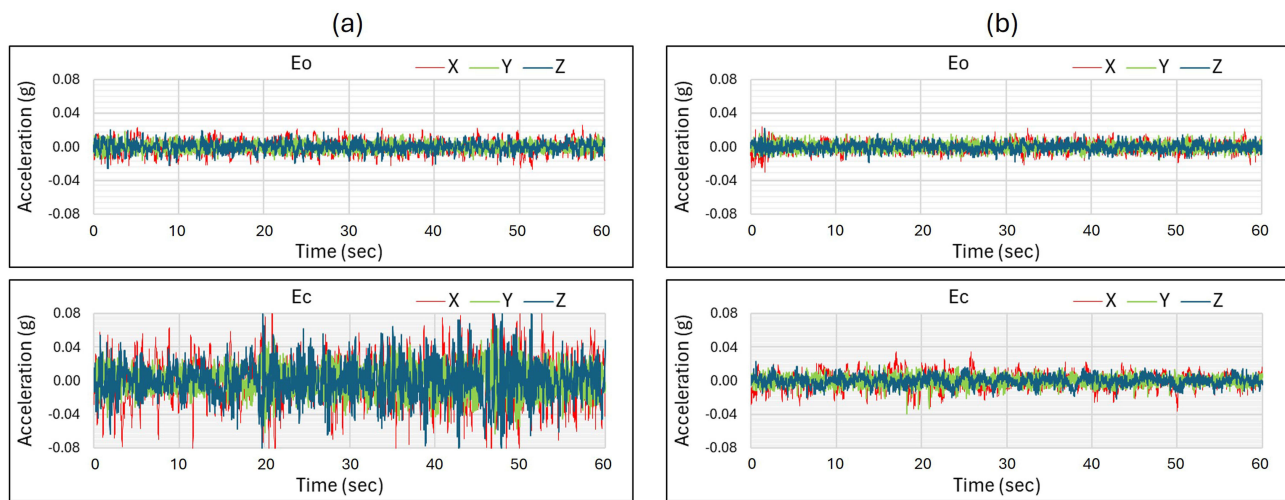 (a)
Eo X Y Z
Acceleration (g)
0.08
0.04
0.00
-0.04
-0.08
0 10 20 30 40 50 60
Time (sec)
Ec X Y Z
Acceleration (g)
0.08
0.04
0.00
-0.04
-0.08
0 10 20 30 40 50 60
Time (sec)
(b)
Eo X Y Z
Acceleration (g)
0.08
0.04
0.00
-0.04
-0.08
0 10 20 30 40 50 60
Time (sec)
Ec X Y Z
Acceleration (g)
0.08
0.04
0.00
-0.04
-0.08
0 10 20 30 40 50 60
Time (sec)